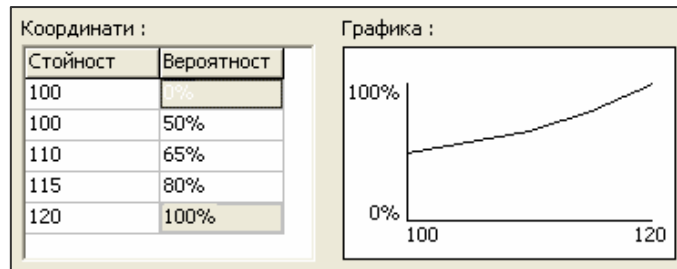 Координати :
Стойност Вероятност
100 0%
100 50%
110 65%
115 80%
120 100%
Графика :
100%
0%
100 120